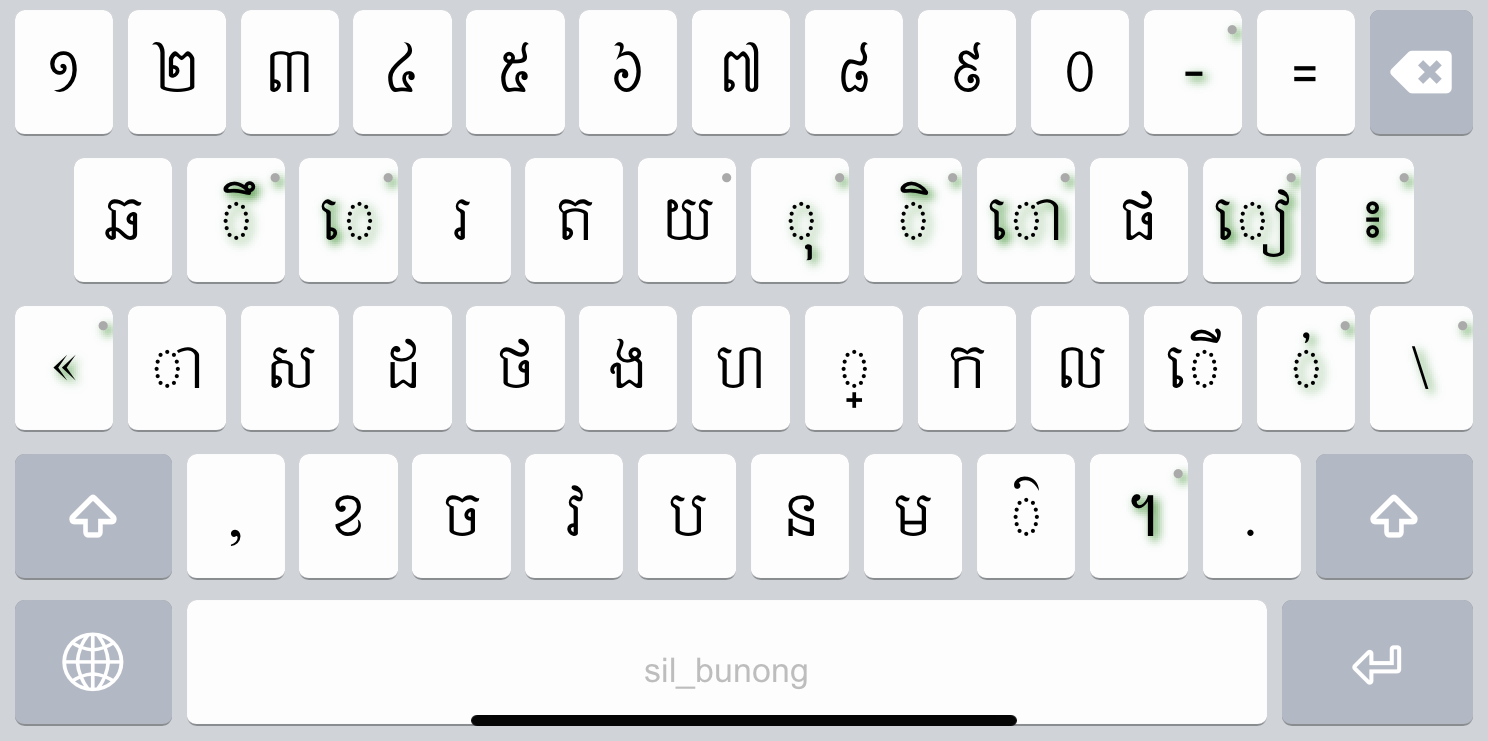 ១ ២ ៣ ៤ ៥ ៦ ៧ ៨ ៩ ០ - =
ឆ ◌ឹ ◌េ រ ត យ ◌ុ ◌ិ ◌ោ ផ ◌ៀ ៖
« ◌ា ស ដ ថ ង ហ ◌្ ក ល ◌ើ ◌់ \
, ខ ច វ ប ន ម ◌ិ ។ .
sil_bunong